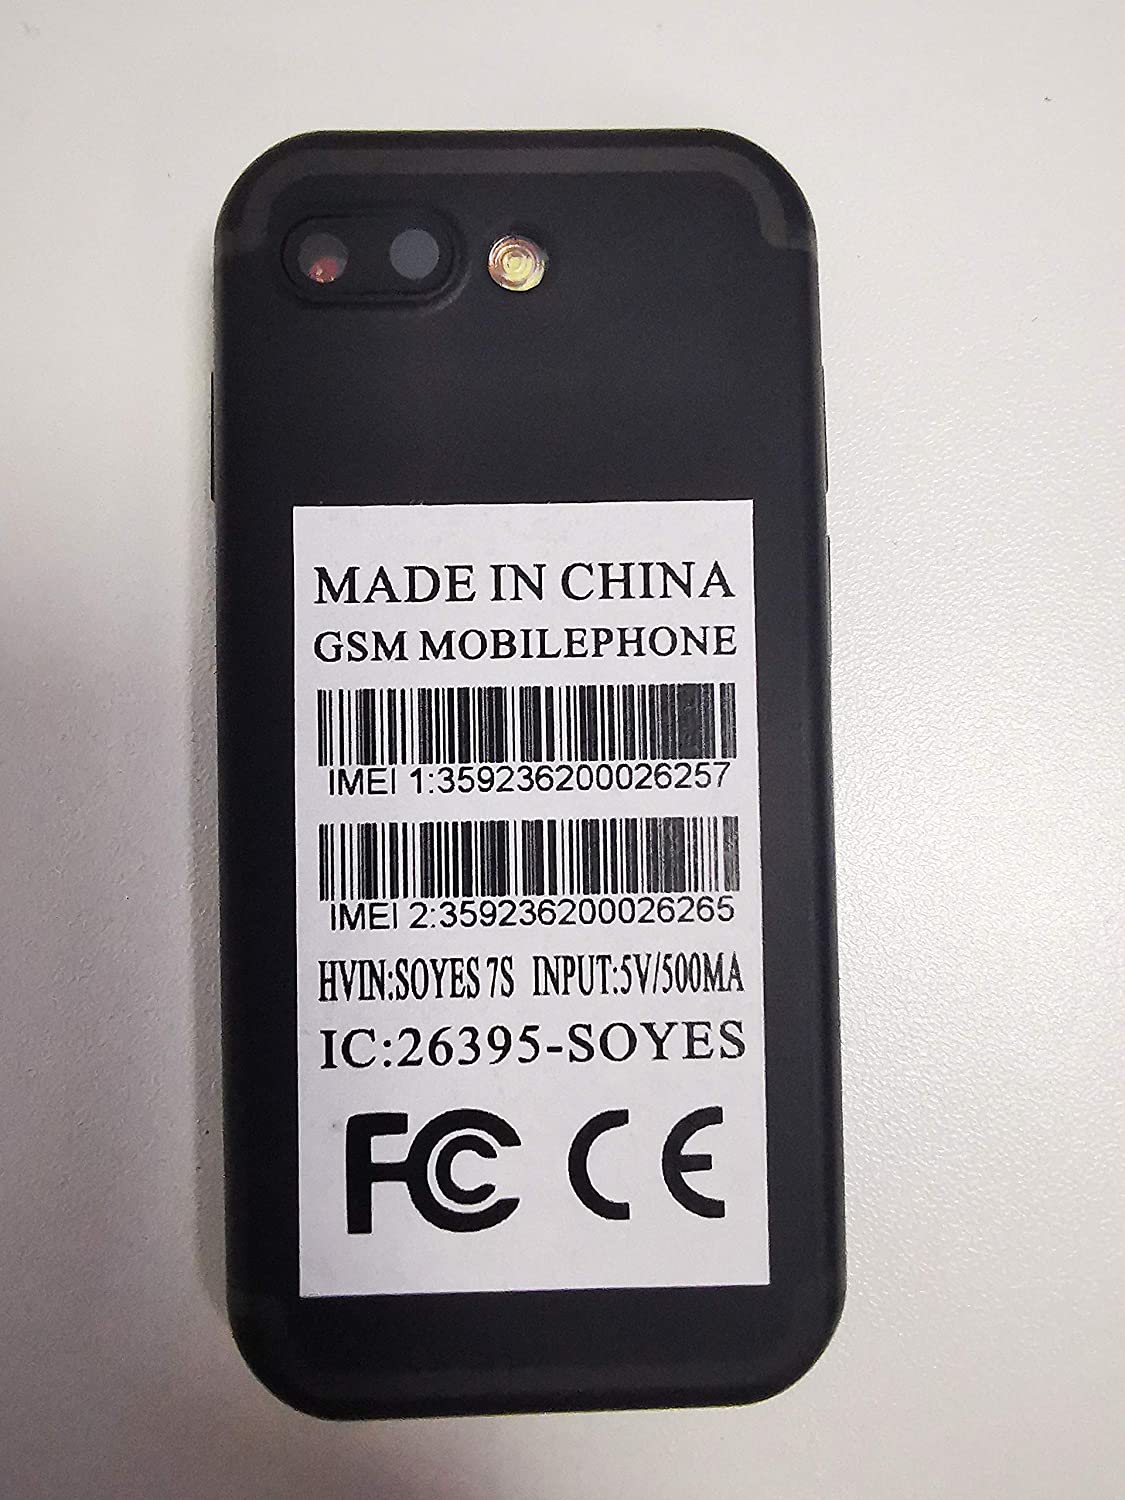 MADE IN CHINA
GSM MOBILEPHONE
IMEI 1:359236200026257
IMEI 2:359236200026265
HVIN:SOYES 7S INPUT:5V/500MA
IC:26395-SOYES
FC CE